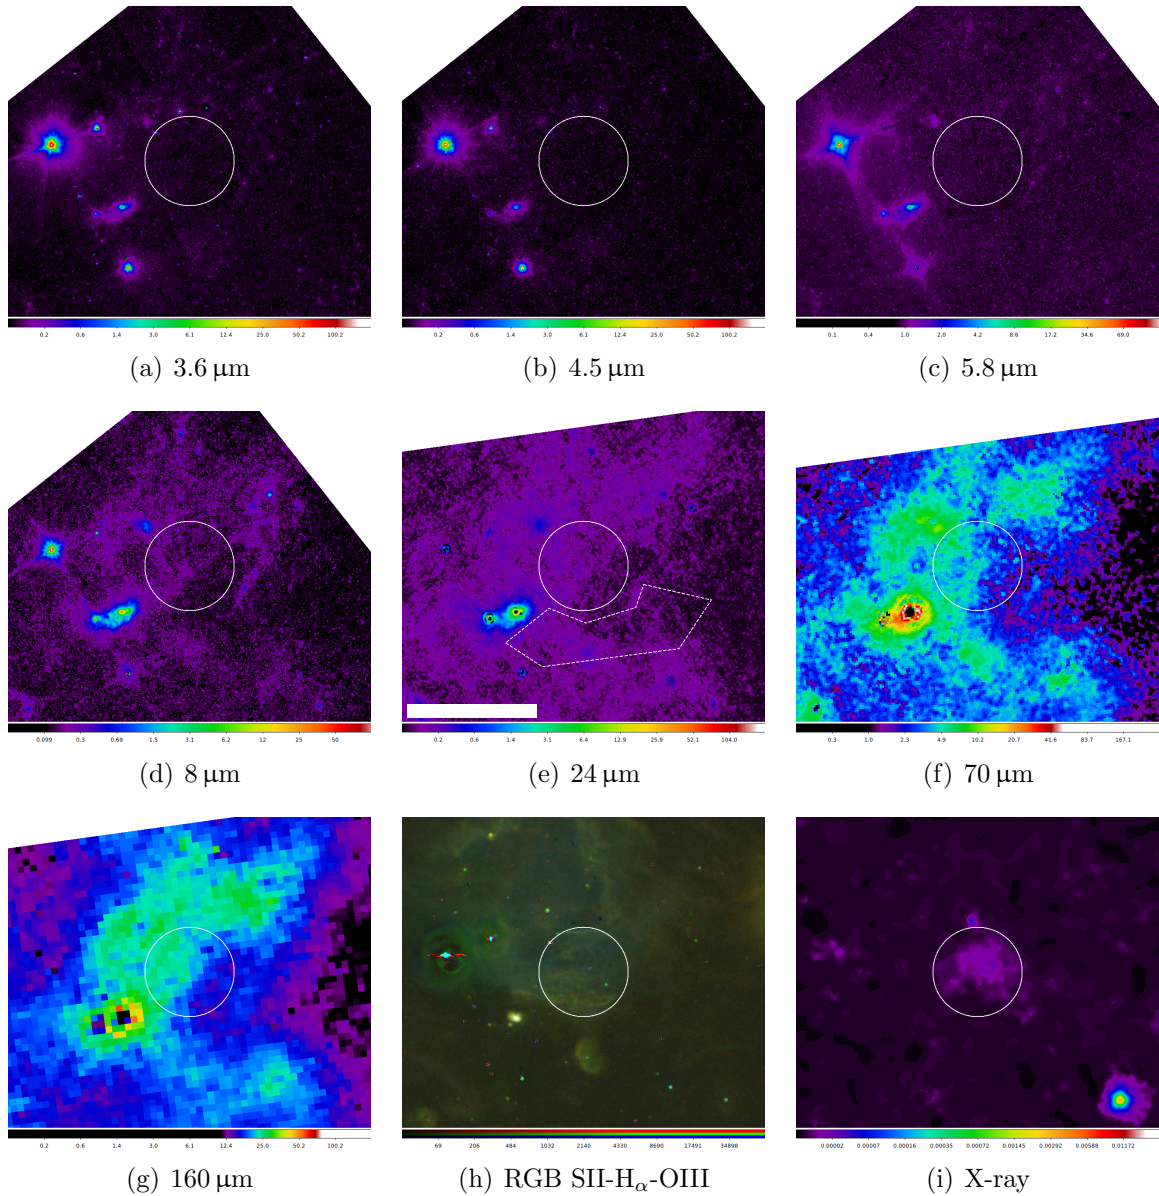 0.2 0.6 1.4 3.0 6.1 12.4 25.0 50.2 100.2
0.2 0.6 1.4 3.0 6.1 12.4 25.0 50.2 100.2
0.1 0.4 1.0 2.0 4.2 8.6 17.2 34.6 69.0
(a) 3.6 µm
(b) 4.5 µm
(c) 5.8 µm
0.099 0.3 0.69 1.5 3.1 6.2 12 25 50
0.2 0.6 1.4 3.1 6.4 12.9 25.9 52.1 104.0
0.3 1.0 2.3 4.9 10.2 20.7 41.6 83.7 167.1
(d) 8 µm
(e) 24 µm
(f) 70 µm
0.2 0.6 1.4 3.0 6.1 12.4 25.0 50.2 100.2
69 206 484 1032 2140 4330 8690 17491 34898
0.00002 0.00007 0.00016 0.00035 0.00072 0.00145 0.00292 0.00588 0.01172
(g) 160 µm
(h) RGB SII-Hα-OIII
(i) X-ray